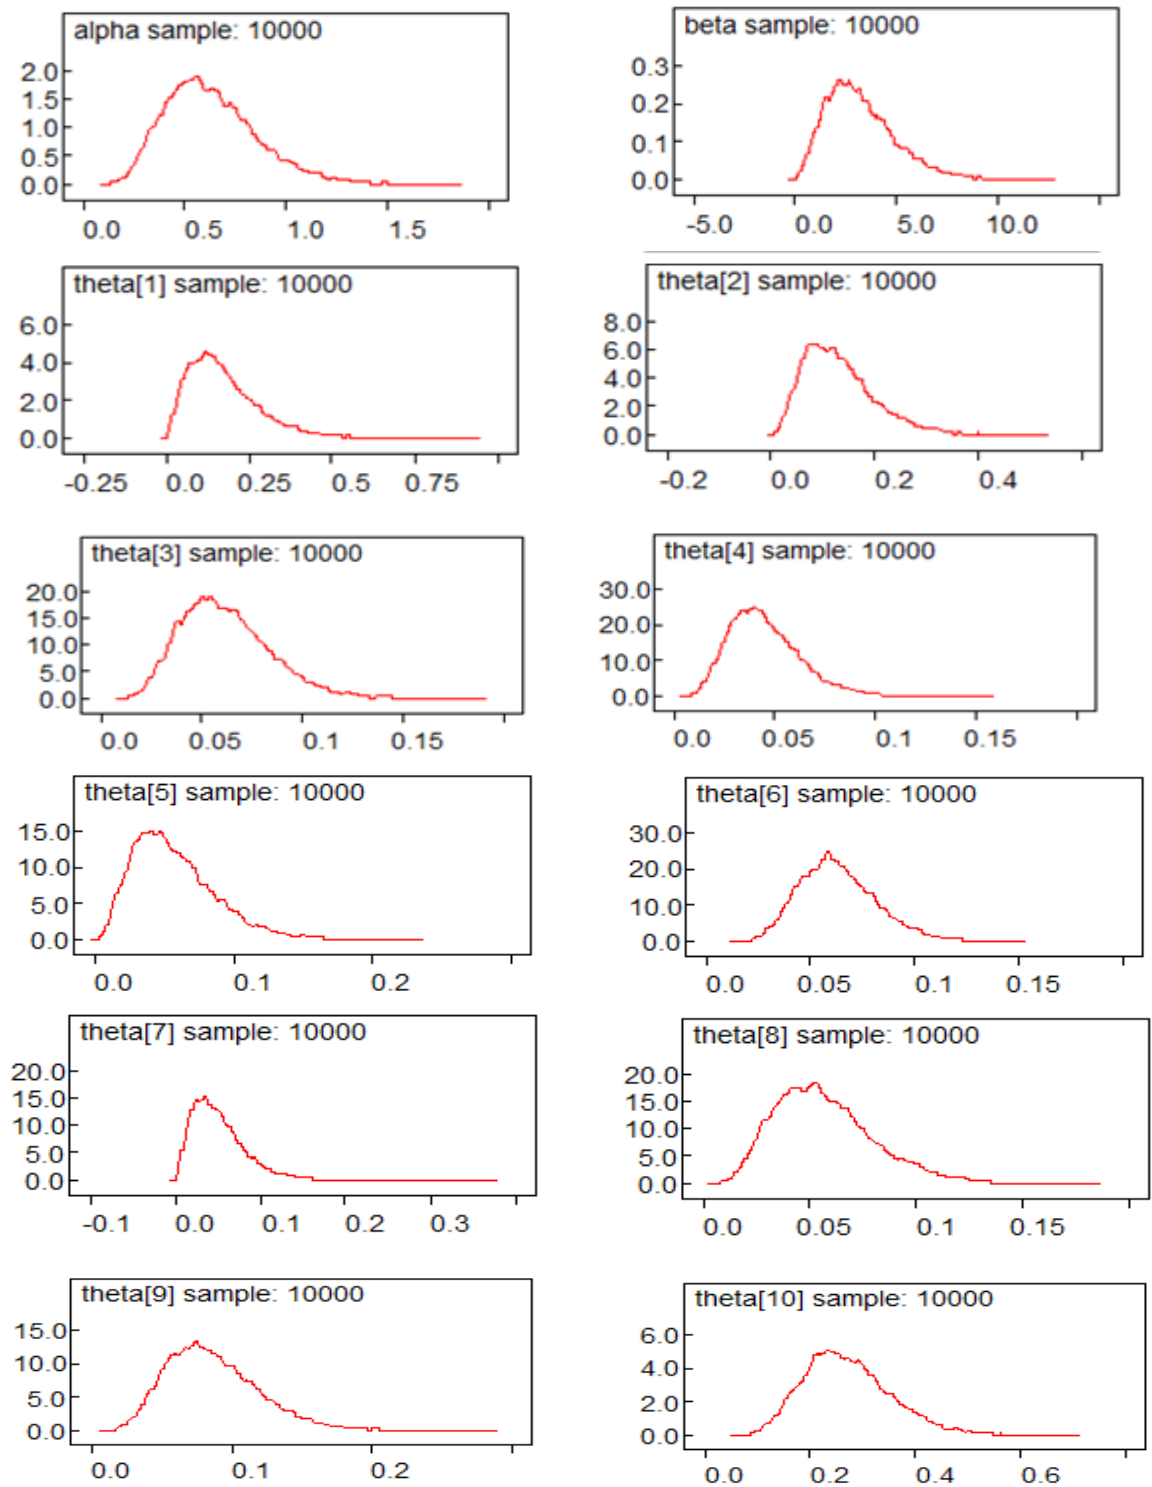 alpha sample: 10000
2.0
1.5
1.0
0.5
0.0
0.0 0.5 1.0 1.5
beta sample: 10000
0.3
0.2
0.1
0.0
-5.0 0.0 5.0 10.0
theta[1] sample: 10000
6.0
4.0
2.0
0.0
-0.25 0.0 0.25 0.5 0.75
theta[2] sample: 10000
8.0
6.0
4.0
2.0
0.0
-0.2 0.0 0.2 0.4
theta[3] sample: 10000
20.0
15.0
10.0
5.0
0.0
0.0 0.05 0.1 0.15
theta[4] sample: 10000
30.0
20.0
10.0
0.0
0.0 0.05 0.1 0.15
theta[5] sample: 10000
15.0
10.0
5.0
0.0
0.0 0.1 0.2
theta[6] sample: 10000
30.0
20.0
10.0
0.0
0.0 0.05 0.1 0.15
theta[7] sample: 10000
20.0
15.0
10.0
5.0
0.0
-0.1 0.0 0.1 0.2 0.3
theta[8] sample: 10000
20.0
15.0
10.0
5.0
0.0
0.0 0.05 0.1 0.15
theta[9] sample: 10000
15.0
10.0
5.0
0.0
0.0 0.1 0.2
theta[10] sample: 10000
6.0
4.0
2.0
0.0
0.0 0.2 0.4 0.6